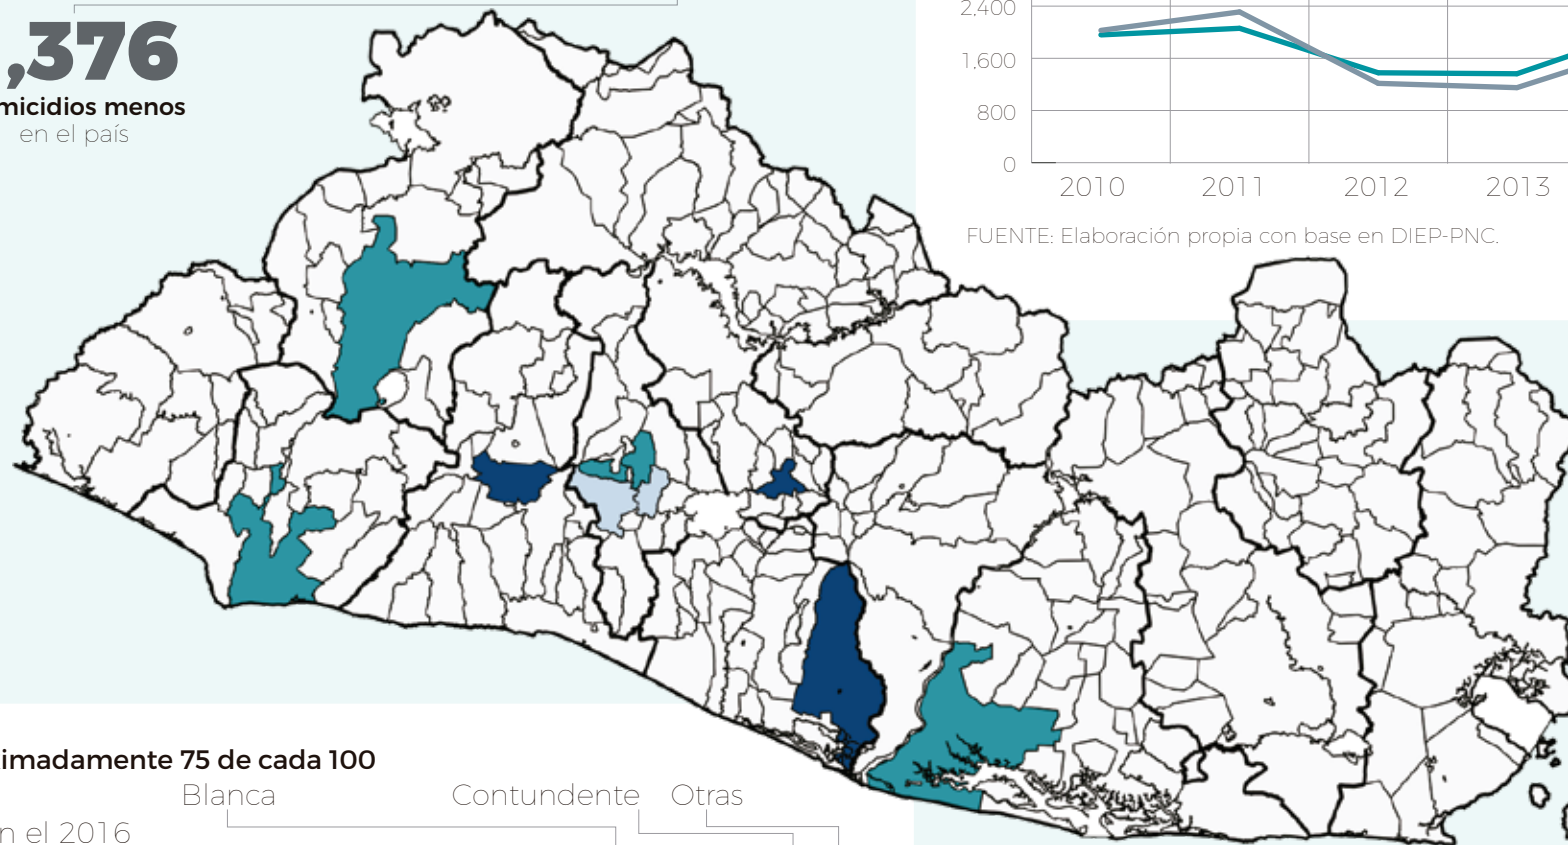 ,376
micidios menos
en el país
2,400
1,600
800
0
2010 2011 2012 2013
FUENTE: Elaboración propia con base en DIEP-PNC.
imadamente 75 de cada 100
Blanca Contundente Otras
n el 2016